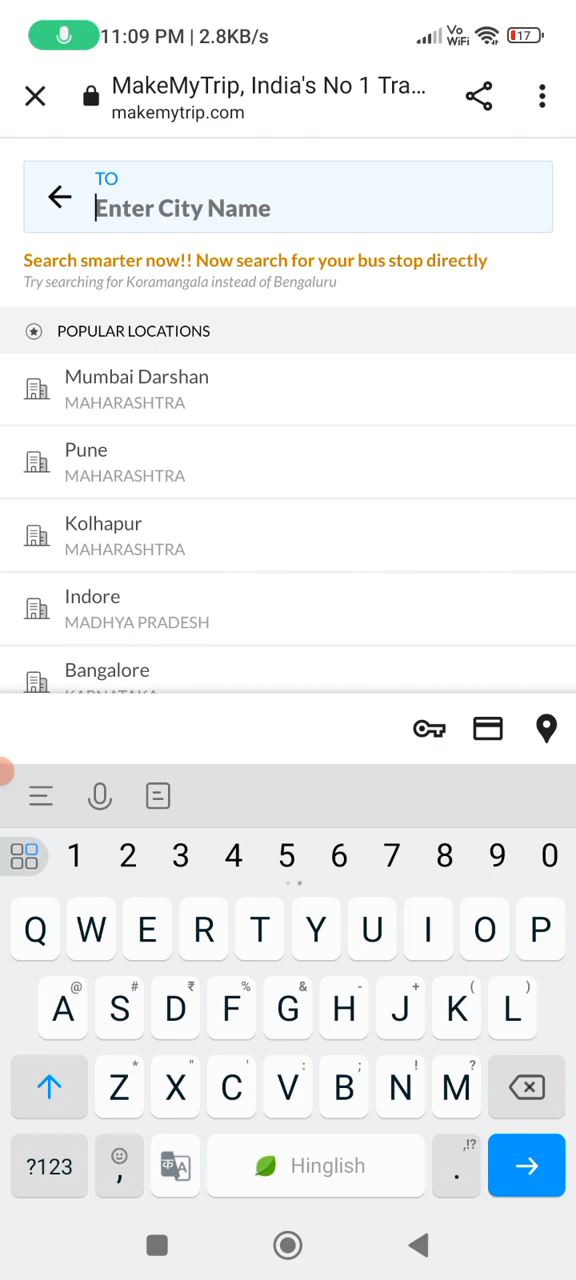 11:09 PM | 2.8KB/s
Vo WiFi
17
MakeMyTrip, India's No 1 Tra...
makemytrip.com
TO
Enter City Name
Search smarter now!! Now search for your bus stop directly
Try searching for Koramangala instead of Bengaluru
POPULAR LOCATIONS
Mumbai Darshan
MAHARASHTRA
Pune
MAHARASHTRA
Kolhapur
MAHARASHTRA
Indore
MADHYA PRADESH
Bangalore
KARNATAKA
1 2 3 4 5 6 7 8 9 0
Q W E R T Y U I O P
@ # ₹ % & - + ( )
A S D F G H J K L
* " ' : ; ! ?
Z X C V B N M
,!?
?123 , क A Hinglish .